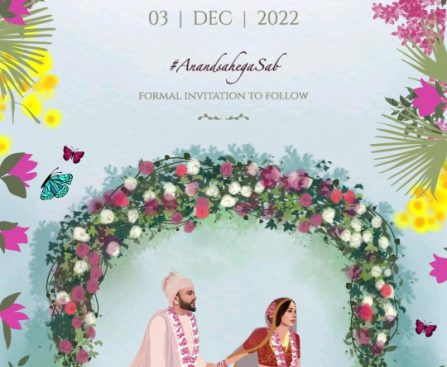 03 | DEC | 2022
#AnandsahegaSab
FORMAL INVITATION TO FOLLOW